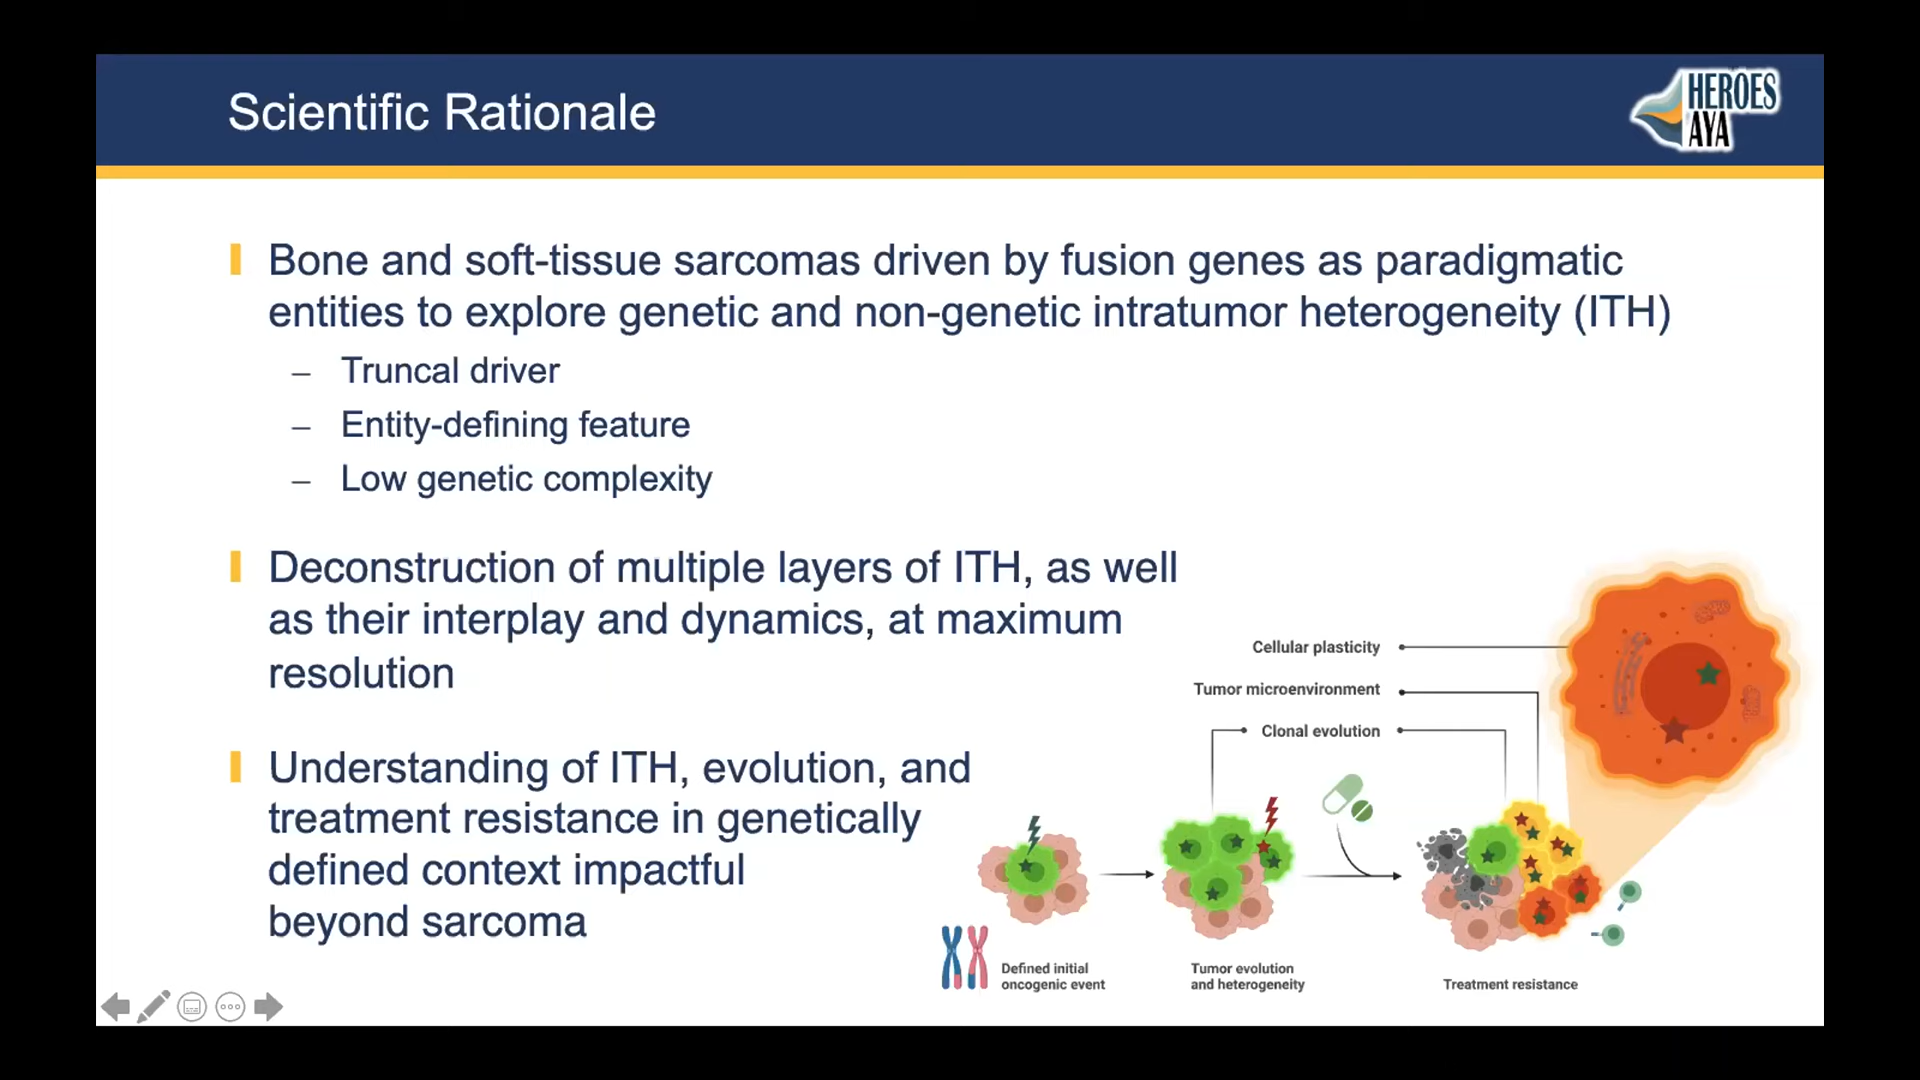 Scientific Rationale
HEROES
AYA
Bone and soft-tissue sarcomas driven by fusion genes as paradigmatic
entities to explore genetic and non-genetic intratumor heterogeneity (ITH)
– Truncal driver
– Entity-defining feature
– Low genetic complexity
Deconstruction of multiple layers of ITH, as well
as their interplay and dynamics, at maximum
resolution
Understanding of ITH, evolution, and
treatment resistance in genetically
defined context impactful
beyond sarcoma
Cellular plasticity
Tumor microenvironment
Clonal evolution
Defined initial
oncogenic event
Tumor evolution
and heterogeneity
Treatment resistance